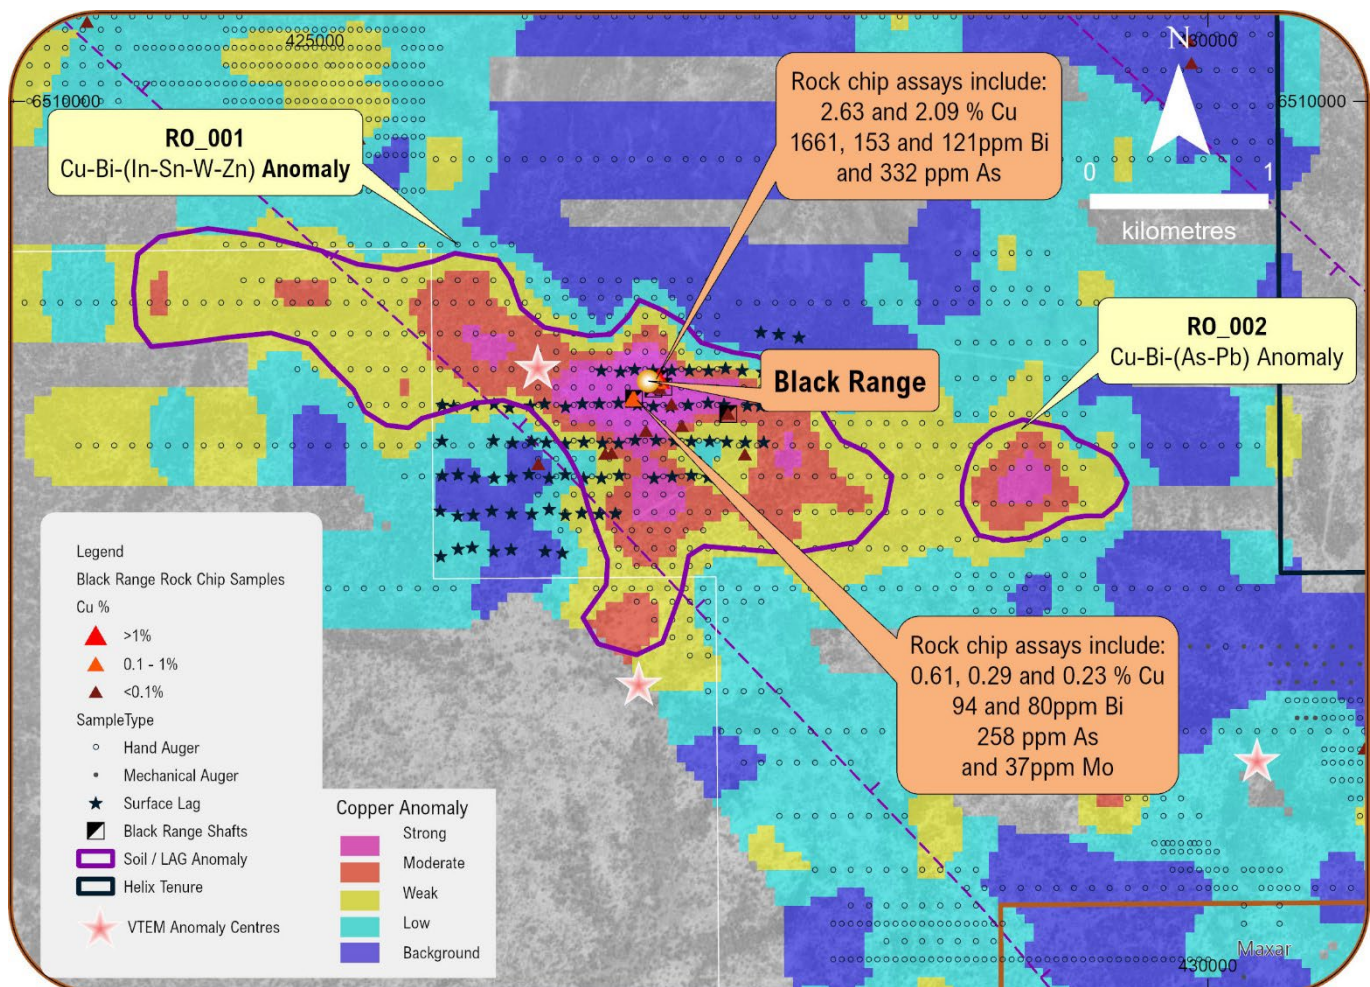 425000
N
430000
6510000
6510000
RO_001
Cu-Bi-(In-Sn-W-Zn) Anomaly
Rock chip assays include:
2.63 and 2.09 % Cu
1661, 153 and 121ppm Bi
and 332 ppm As
0 1
kilometres
RO_002
Cu-Bi-(As-Pb) Anomaly
Black Range
Rock chip assays include:
0.61, 0.29 and 0.23 % Cu
94 and 80ppm Bi
258 ppm As
and 37ppm Mo
Legend
Black Range Rock Chip Samples
Cu %
>1%
0.1 - 1%
<0.1%
SampleType
Hand Auger
Mechanical Auger
Surface Lag
Black Range Shafts
Soil / LAG Anomaly
Helix Tenure
VTEM Anomaly Centres
Copper Anomaly
Strong
Moderate
Weak
Low
Background
Maxar
430000